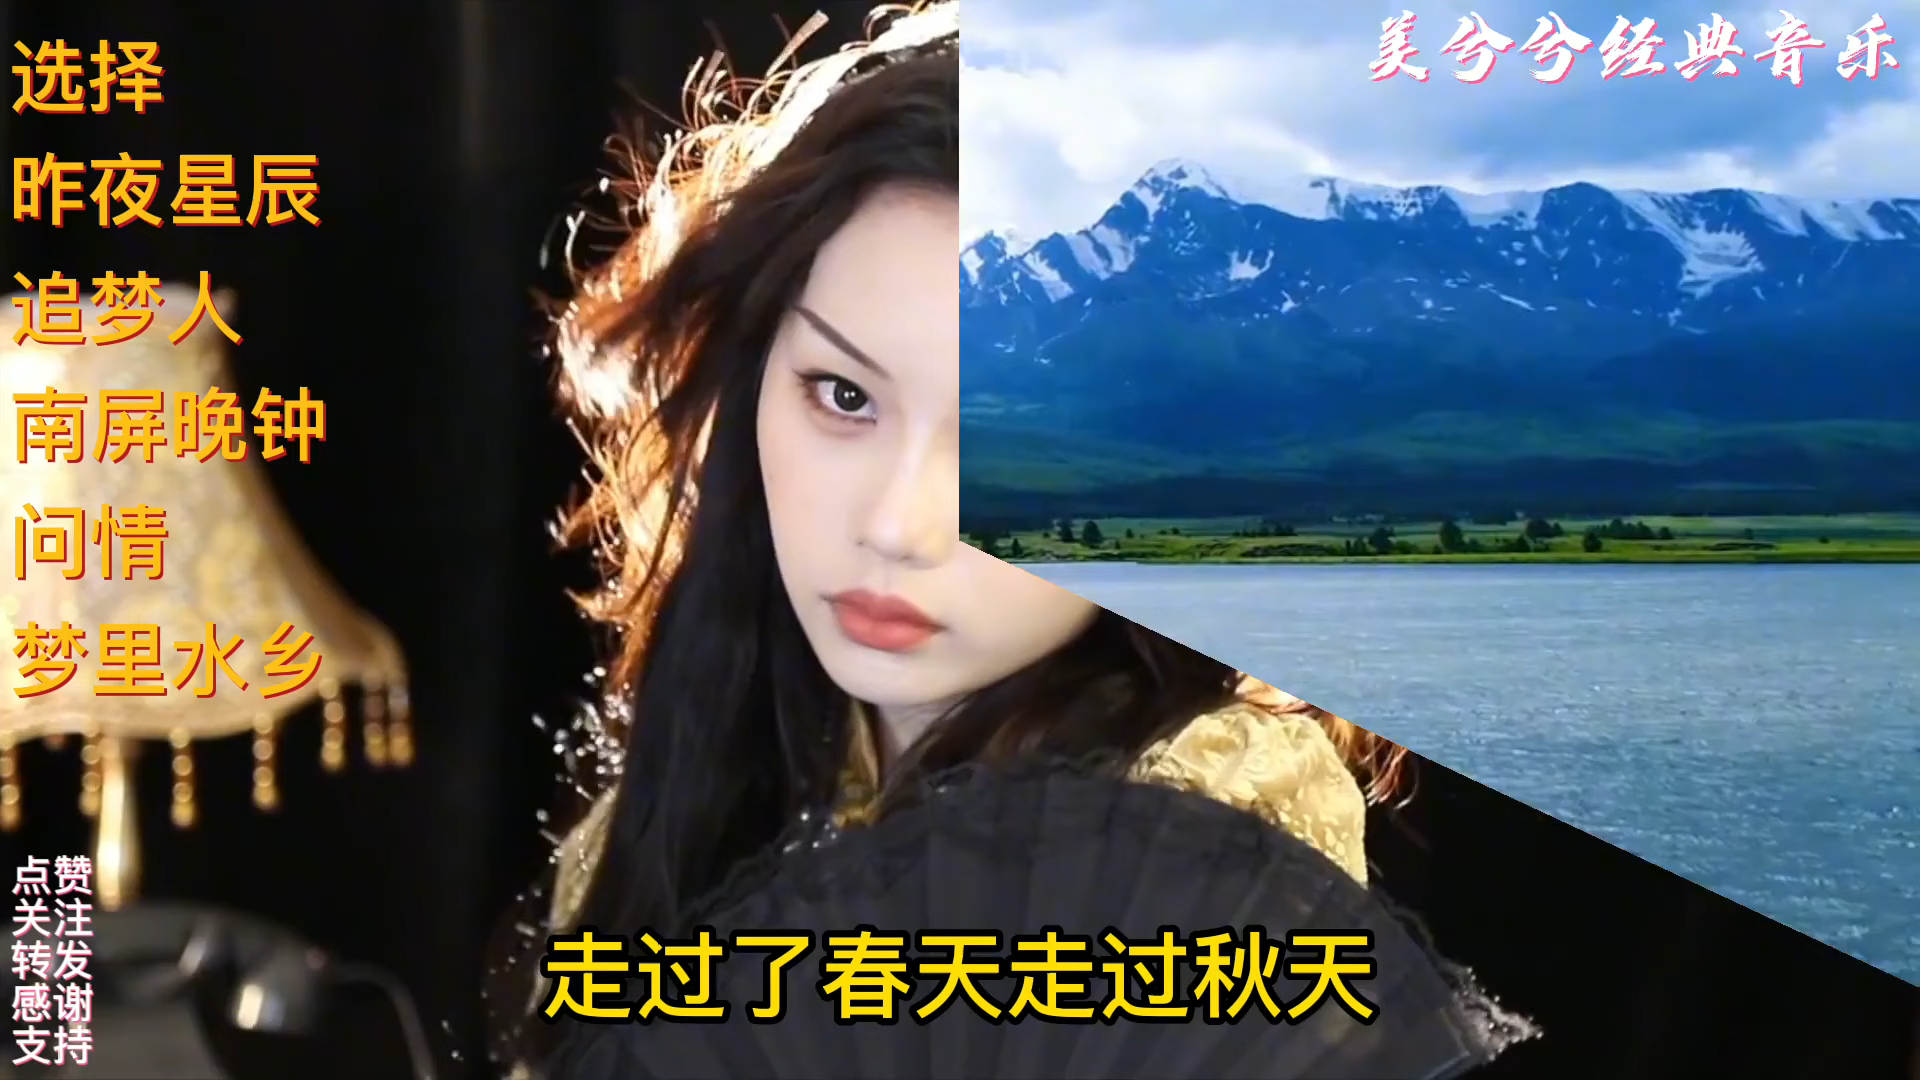 美兮兮经典音乐
选择
昨夜星辰
追梦人
南屏晚钟
问情
梦里水乡
点赞
关注
转发
感谢
支持
走过了春天走过秋天